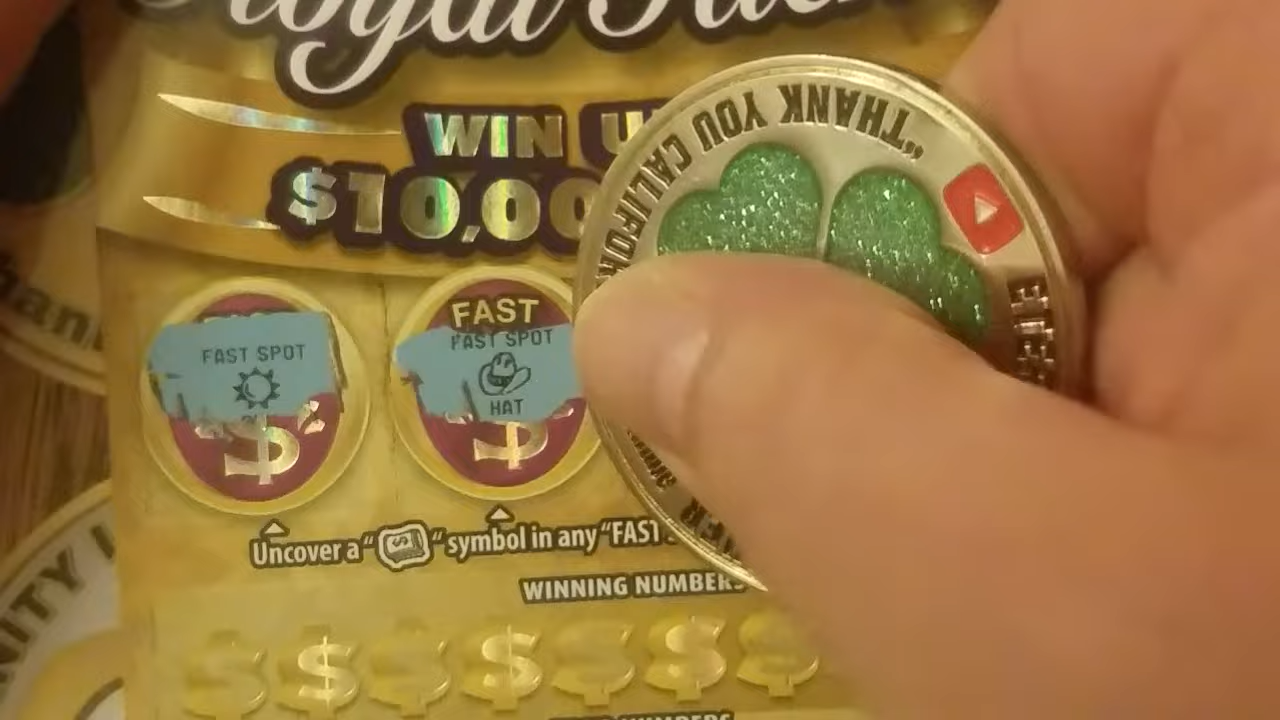 Royal
WIN U
$10,00
"THANK YOU CALIFOR
FAST SPOT
FAST
FAST SPOT
HAT
Uncover a “ ” symbol in any “FAST
WINNING NUMBERS